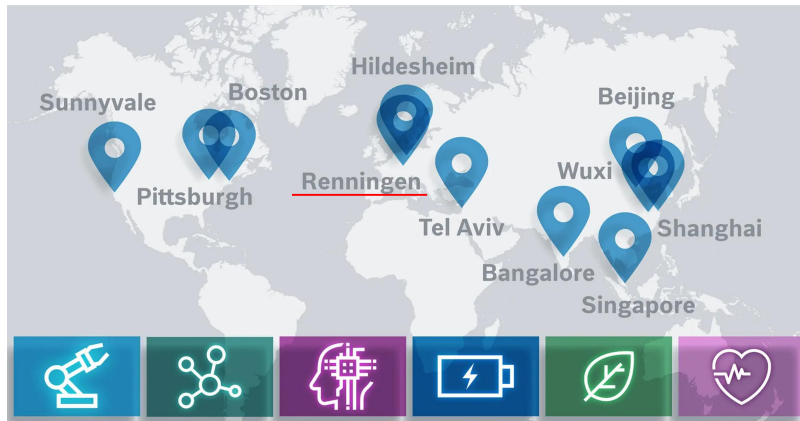 Hildesheim
Boston
Sunnyvale
Beijing
Wuxi
Renningen
Pittsburgh
Tel Aviv
Shanghai
Bangalore
Singapore